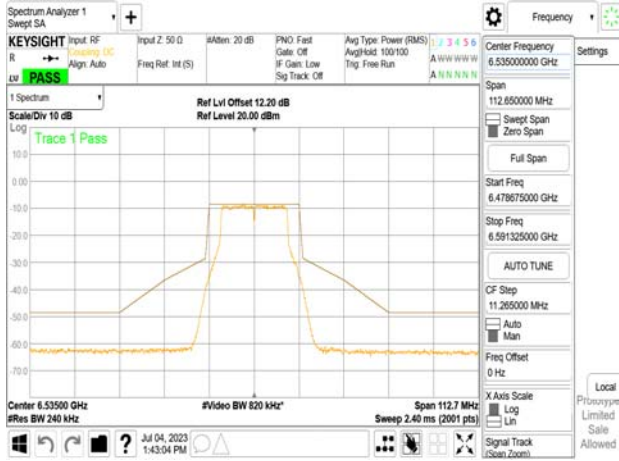 Spectrum Analyzer 1
Swept SA
+
Frequency
KEYSIGHT
R
LVI
PASS
Input: RF
Coupling: DC
Align: Auto
Input Z: 50 Ω
Freq Ref: Int (S)
#Atten: 20 dB
PNO: Fast
Gate: Off
IF Gain: Low
Sig Track: Off
Avg Type: Power (RMS)
Avg|Hold: 100/100
Trig: Free Run
1 2 3 4 5 6
A W W W W W
A N N N N N
1 Spectrum
Scale/Div 10 dB
Ref Lvl Offset 12.20 dB
Ref Level 20.00 dBm
Log
Trace 1 Pass
10.0
0.00
-10.0
-20.0
-30.0
-40.0
-50.0
-60.0
-70.0
Center 6.53500 GHz
#Res BW 240 kHz
#Video BW 820 kHz*
Span 112.7 MHz
Sweep 2.40 ms (2001 pts)
Jul 04, 2023
1:43:04 PM
Center Frequency
6.535000000 GHz
Settings
Span
112.650000 MHz
Swept Span
Zero Span
Full Span
Start Freq
6.478675000 GHz
Stop Freq
6.591325000 GHz
AUTO TUNE
CF Step
11.265000 MHz
Auto
Man
Freq Offset
0 Hz
X Axis Scale
Log
Lin
Signal Track
(Span Zoom)
Local
Prototype
Limited
Sale
Allowed